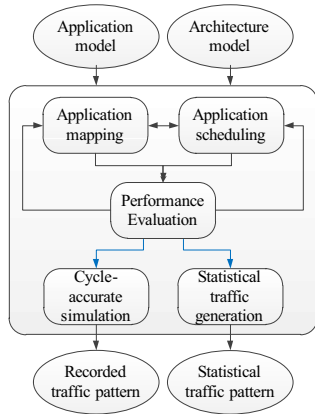 Application
model
Architecture
model
Application
mapping
Application
scheduling
Performance
Evaluation
Cycle-
accurate
simulation
Statistical
traffic
generation
Recorded
traffic pattern
Statistical
traffic pattern